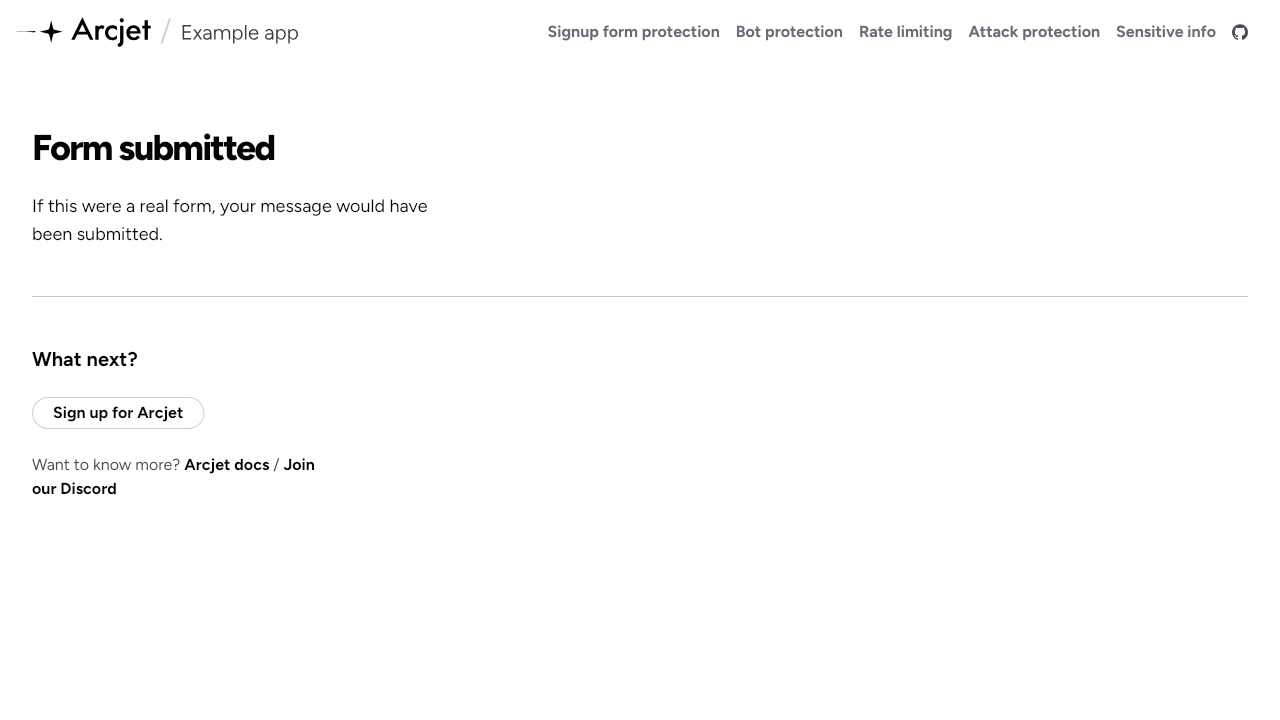 Arcjet / Example app
Signup form protection Bot protection Rate limiting Attack protection Sensitive info
Form submitted
If this were a real form, your message would have
been submitted.
What next?
Sign up for Arcjet
Want to know more? Arcjet docs / Join
our Discord